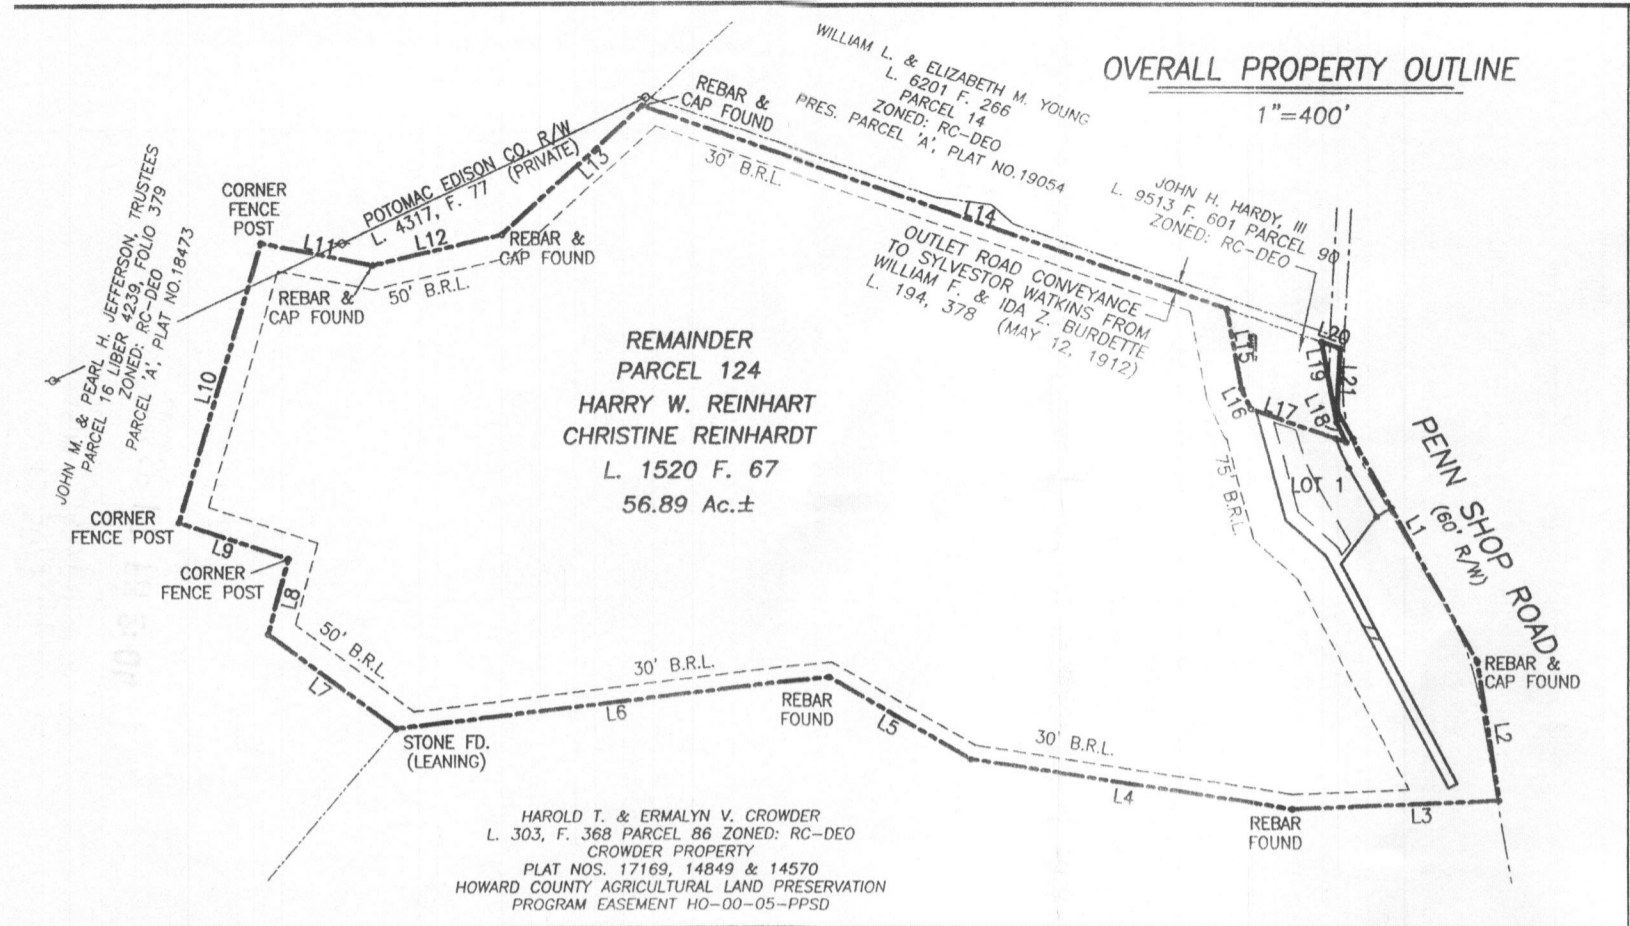 OVERALL PROPERTY OUTLINE
1"=400'
WILLIAM L. & ELIZABETH M. YOUNG
L. 6201 F. 266
PARCEL 14
ZONED: RC-DEO
PRES. PARCEL 'A', PLAT NO.19054
REBAR &
CAP FOUND
30' B.R.L.
L14
JOHN H. HARDY, III
L. 9513 F. 601 PARCEL 90
ZONED: RC-DEO
OUTLET ROAD CONVEYANCE
TO SYLVESTOR WATKINS FROM
WILLIAM F. & IDA Z. BURDETTE
L. 194, 378 (MAY 12, 1912)
POTOMAC EDISON CO. R/W
L. 4317, F. 77 (PRIVATE)
L13
L12
L11
CORNER
FENCE
POST
REBAR &
CAP FOUND
REBAR &
CAP FOUND
50' B.R.L.
JOHN M. & PEARL H. JEFFERSON, TRUSTEES
PARCEL 16 LIBER 4239, FOLIO 379
ZONED: RC-DEO
PARCEL 'A', PLAT NO.18473
L10
REMAINDER
PARCEL 124
HARRY W. REINHART
CHRISTINE REINHARDT
L. 1520 F. 67
56.89 Ac.±
L15
L16
L17
L18
L19
L20
L21
LOT 1
75' B.R.L.
PENN SHOP ROAD
(60' R/W)
L1
REBAR &
CAP FOUND
L2
L3
CORNER
FENCE POST
L9
CORNER
FENCE POST
L8
50' B.R.L.
L7
STONE FD.
(LEANING)
30' B.R.L.
L6
REBAR
FOUND
L5
30' B.R.L.
L4
REBAR
FOUND
HAROLD T. & ERMALYN V. CROWDER
L. 303, F. 368 PARCEL 86 ZONED: RC-DEO
CROWDER PROPERTY
PLAT NOS. 17169, 14849 & 14570
HOWARD COUNTY AGRICULTURAL LAND PRESERVATION
PROGRAM EASEMENT HO-00-05-PPSD